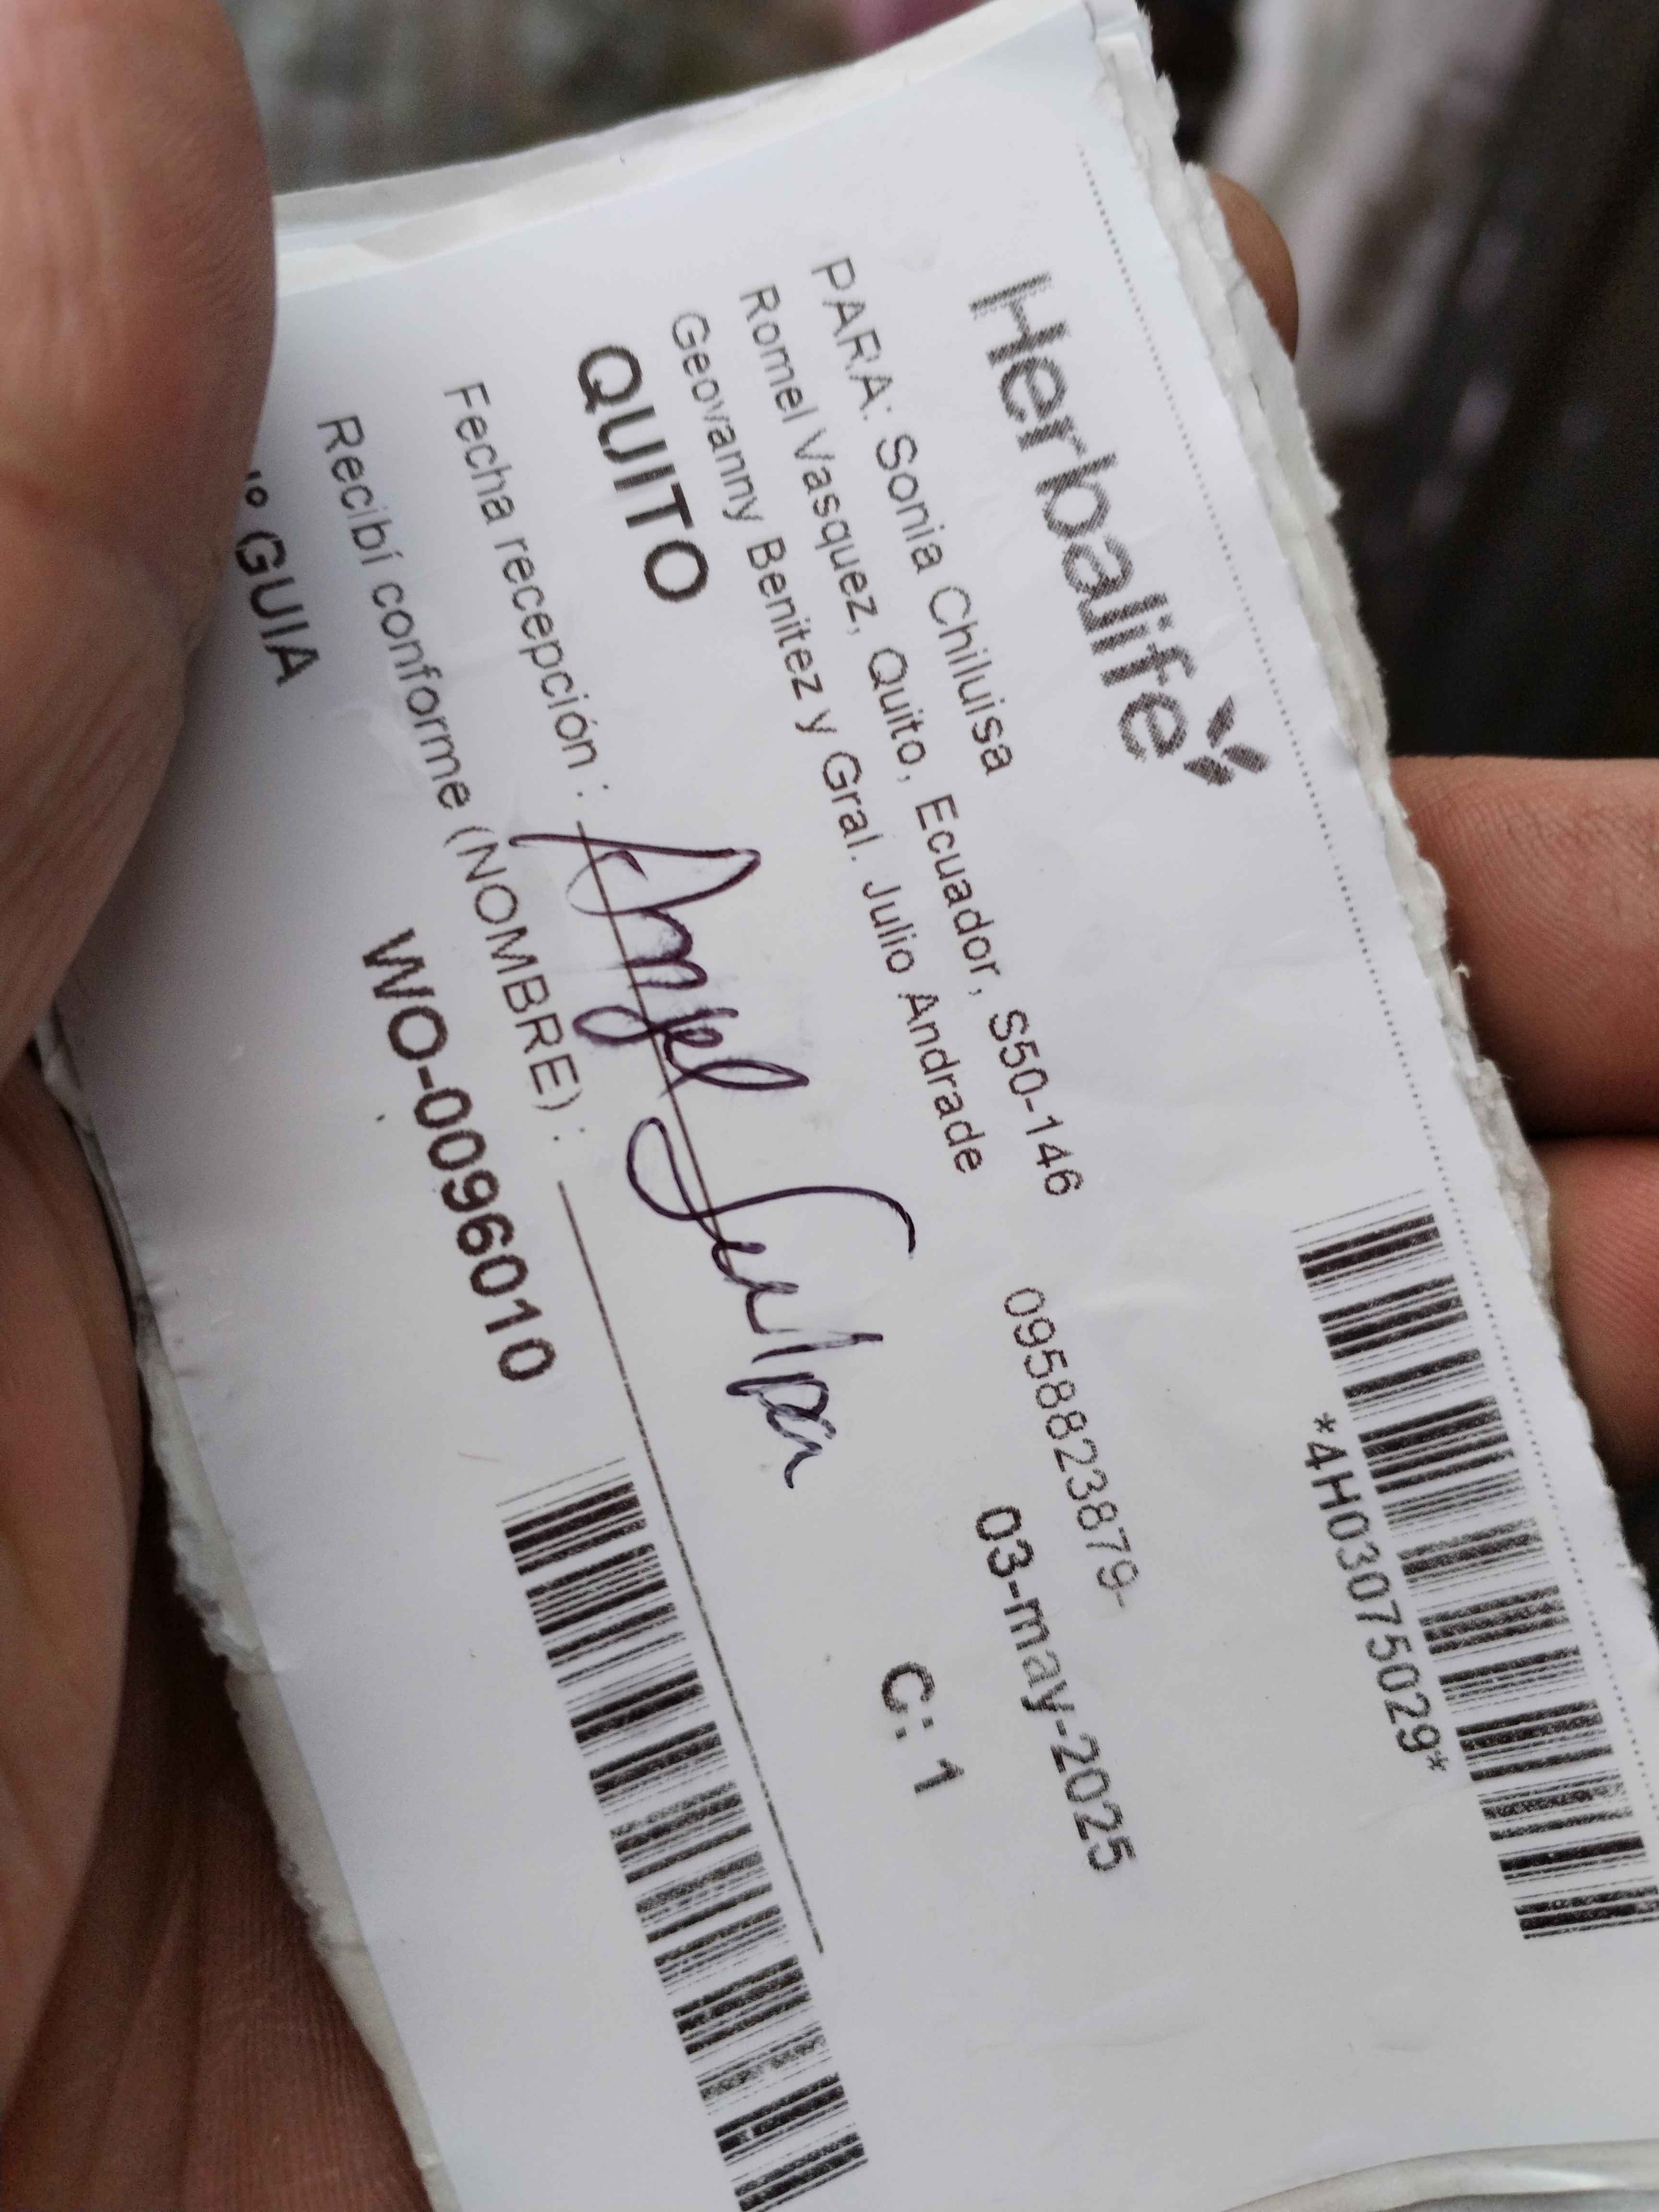 Herbalife
*4H03075029*
PARA: Sonia Chiluisa
Romel Vasquez, Quito, Ecuador, S50-146 0958823879-
Geovanny Benitez y Gral. Julio Andrade
QUITO 03-may-2025
C: 1
Fecha recepción : Angel
Recibí conforme (NOMBRE) :
º GUIA WO-0096010